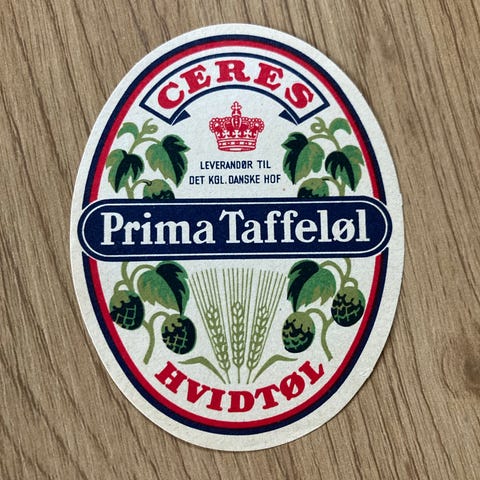 CERES
LEVERANDØR TIL
DET KGL. DANSKE HOF
Prima Taffeløl
HVIDTØL